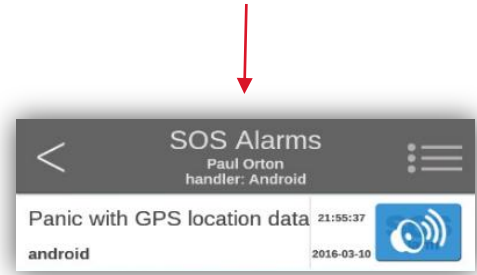 SOS Alarms
Paul Orton
handler: Android
Panic with GPS location data 21:55:37
android 2016-03-10